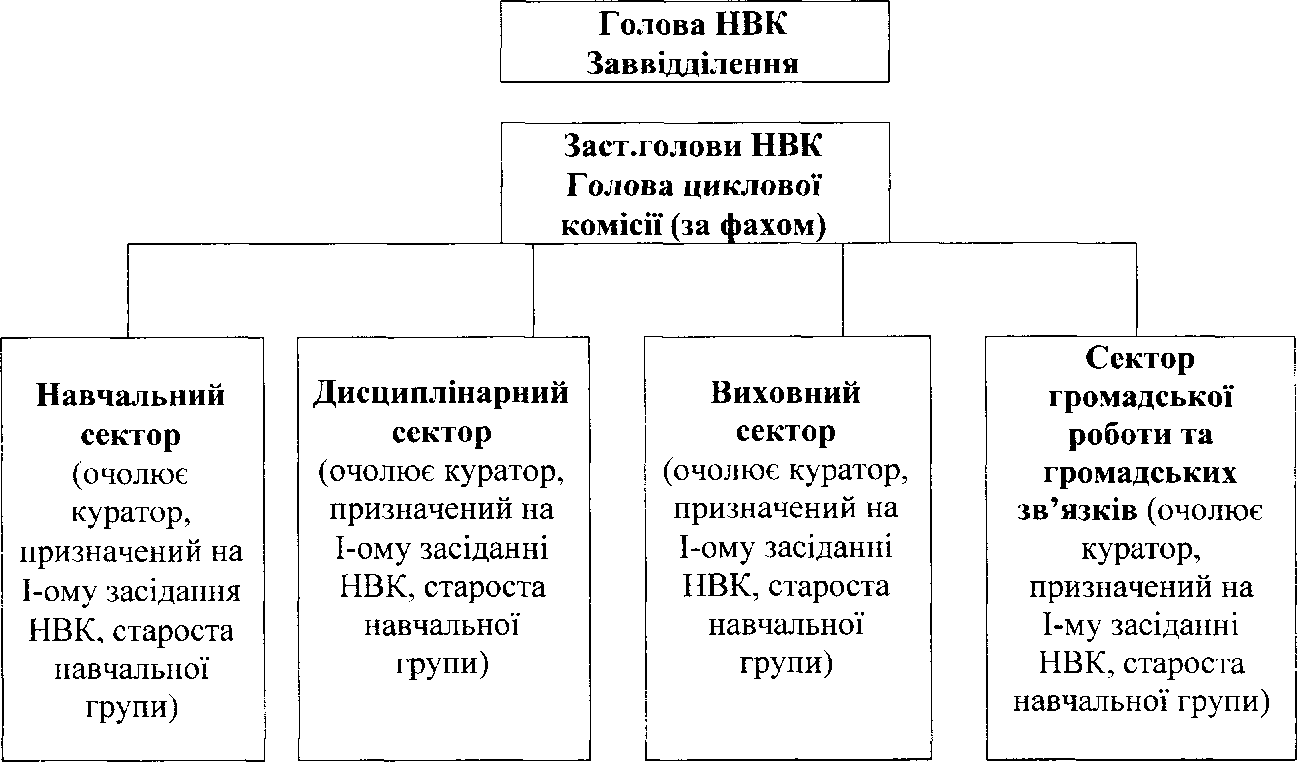 Голова НВК
Заввідділення
Заст.голови НВК
Голова циклової
комісії (за фахом)
Навчальний
сектор
(очолює
куратор,
призначений на
І-ому засідання
НВК, староста
навчальної
групи)
Дисциплінарний
сектор
(очолює куратор,
призначений на
І-ому засіданні
НВК, староста
навчальної
групи)
Виховний
сектор
(очолює куратор,
призначений на
І-ому засіданні
НВК, староста
навчальної
групи)
Сектор
громадської
роботи та
громадських
зв’язків (очолює
куратор,
призначений на
І-му засіданні
НВК, староста
навчальної групи)